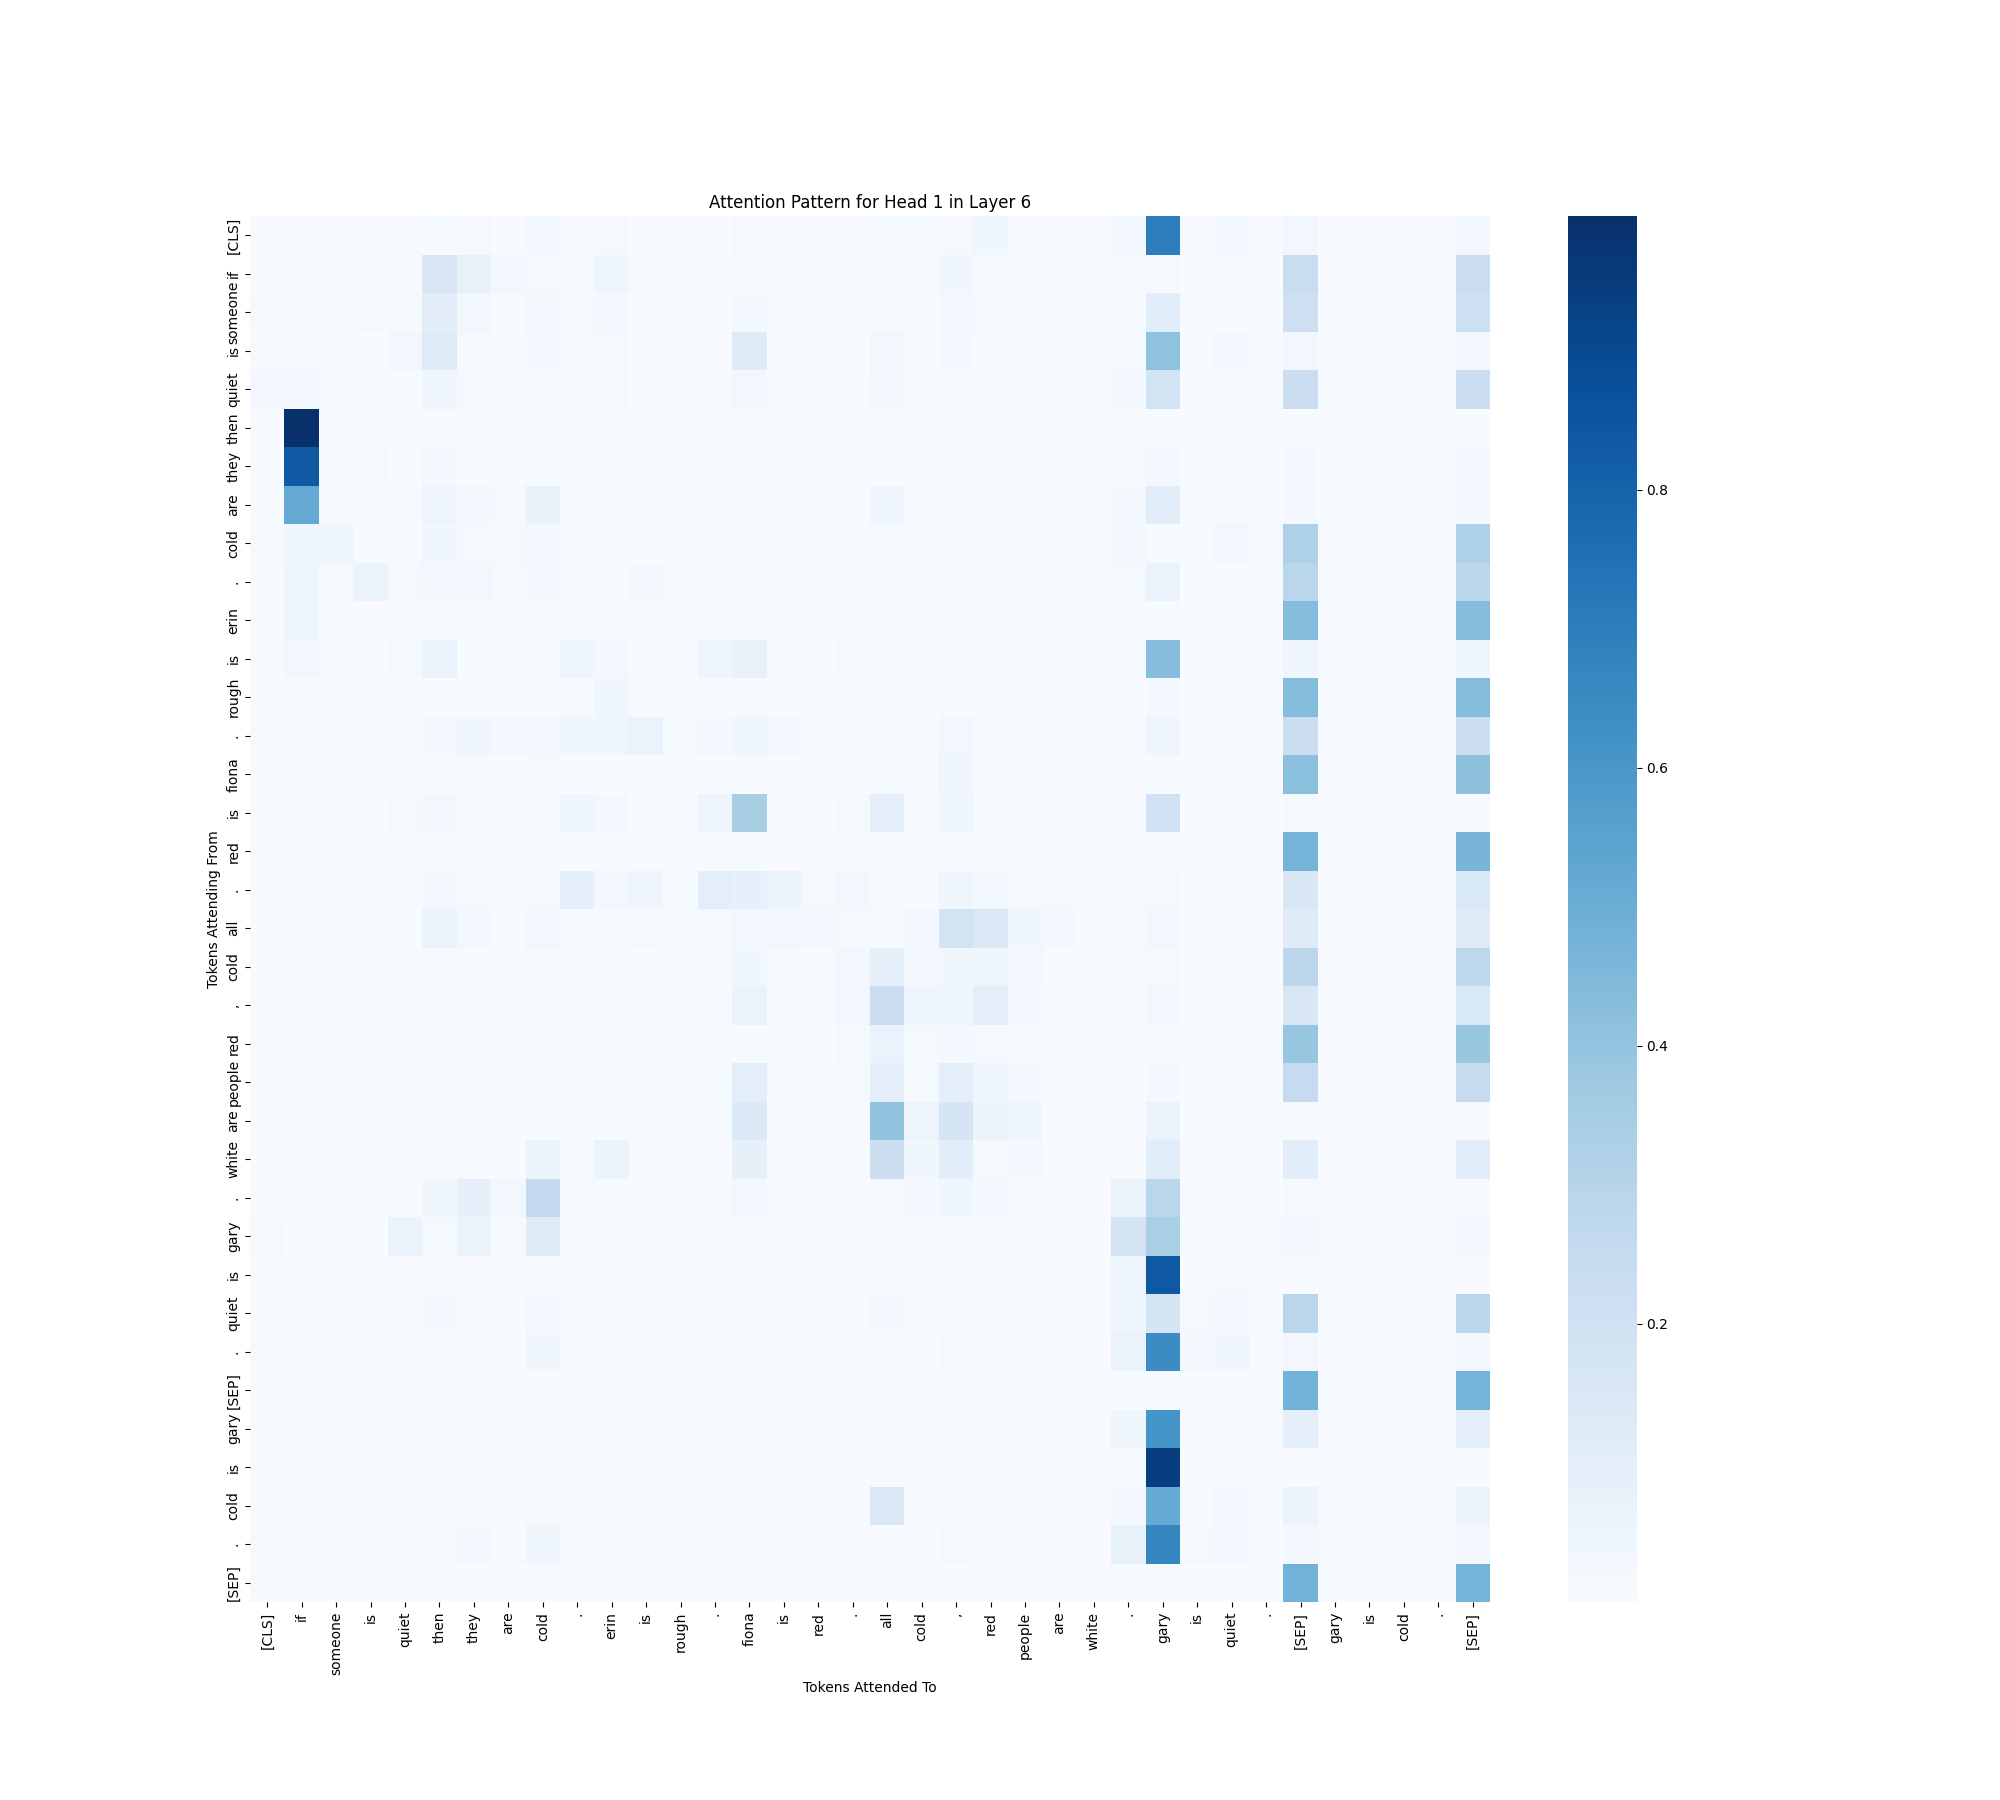 Attention Pattern for Head 1 in Layer 6
[CLS]
if
someone
is
quiet
then
they
are
cold
.
erin
is
rough
.
fiona
is
red
.
all
cold
,
red
people
are
white
.
gary
is
quiet
.
[SEP]
gary
is
cold
.
[SEP]
Tokens Attending From
[CLS]
if
someone
is
quiet
then
they
are
cold
.
erin
is
rough
.
fiona
is
red
.
all
cold
,
red
people
are
white
.
gary
is
quiet
.
[SEP]
gary
is
cold
.
[SEP]
Tokens Attended To
0.8
0.6
0.4
0.2